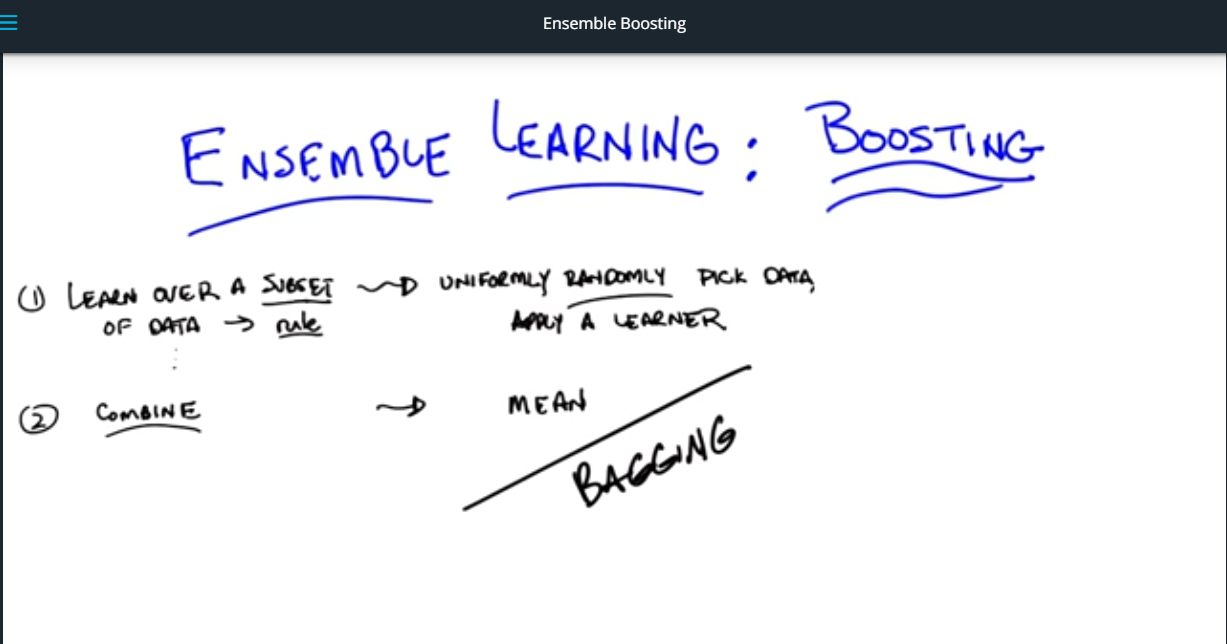 Ensemble Boosting
ENSEMBLE LEARNING: BOOSTING
① LEARN OVER A SUBSET → UNIFORMLY RANDOMLY PICK DATA,
OF DATA → rule APPLY A LEARNER
⋮
② COMBINE → MEAN
BAGGING